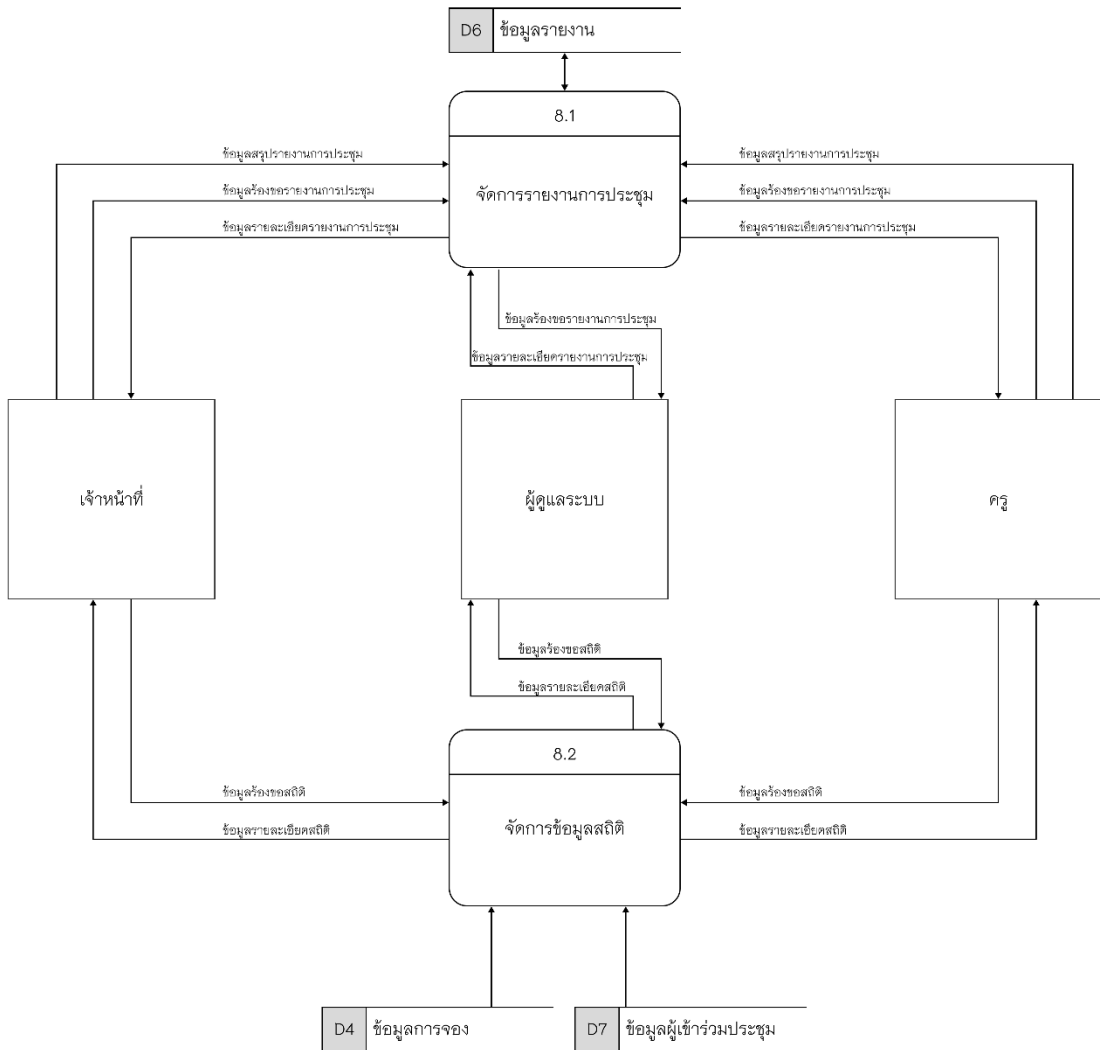 D6 ข้อมูลรายงาน
8.1
จัดการรายงานการประชุม
ข้อมูลสรุปรายงานการประชุม
ข้อมูลร้องขอรายงานการประชุม
ข้อมูลรายละเอียดรายงานการประชุม
ข้อมูลสรุปรายงานการประชุม
ข้อมูลร้องขอรายงานการประชุม
ข้อมูลรายละเอียดรายงานการประชุม
ข้อมูลร้องขอรายงานการประชุม
ข้อมูลรายละเอียดรายงานการประชุม
เจ้าหน้าที่
ผู้ดูแลระบบ
ครู
ข้อมูลร้องขอสถิติ
ข้อมูลรายละเอียดสถิติ
8.2
จัดการข้อมูลสถิติ
ข้อมูลร้องขอสถิติ
ข้อมูลรายละเอียดสถิติ
ข้อมูลร้องขอสถิติ
ข้อมูลรายละเอียดสถิติ
D4 ข้อมูลการจอง
D7 ข้อมูลผู้เข้าร่วมประชุม